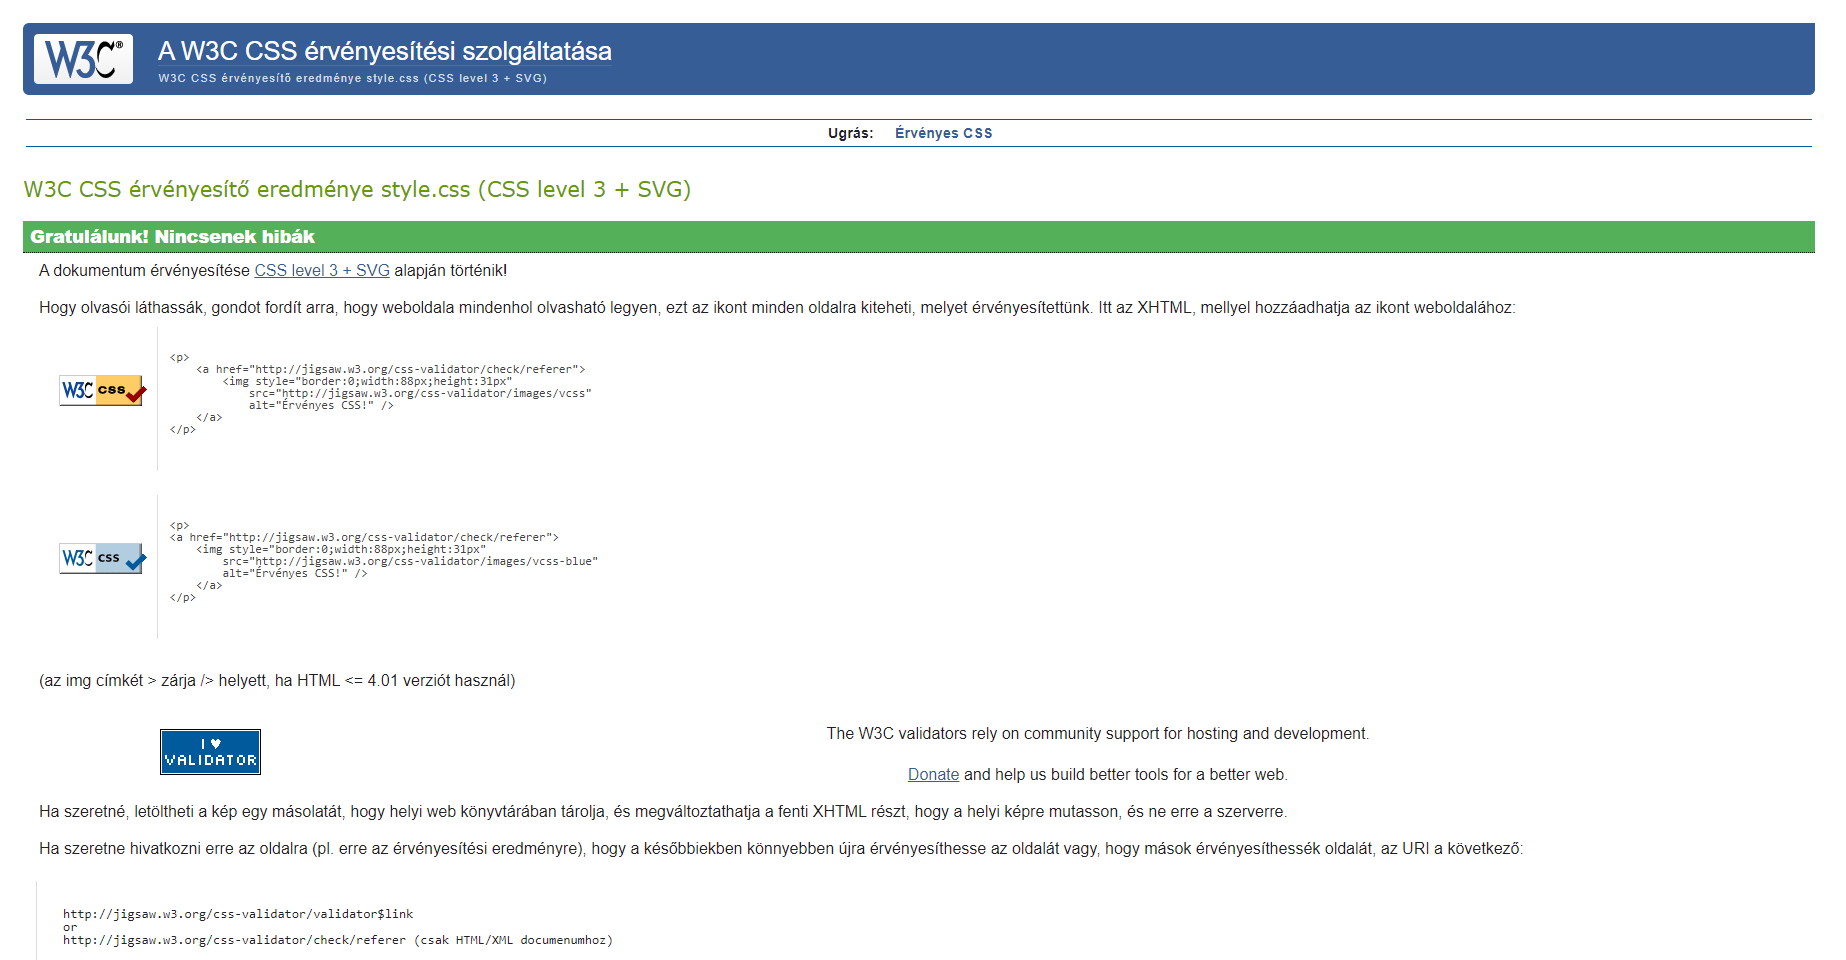 W3C®
A W3C CSS érvényesítési szolgáltatása
W3C CSS érvényesítő eredménye style.css (CSS level 3 + SVG)
Ugrás: Érvényes CSS
W3C CSS érvényesítő eredménye style.css (CSS level 3 + SVG)
Gratulálunk! Nincsenek hibák
A dokumentum érvényesítése CSS level 3 + SVG alapján történik!
Hogy olvasói láthassák, gondot fordít arra, hogy weboldala mindenhol olvasható legyen, ezt az ikont minden oldalra kiteheti, melyet érvényesítettünk. Itt az XHTML, mellyel hozzáadhatja az ikont weboldalához:
W3C css
<p>
<a href="http://jigsaw.w3.org/css-validator/check/referer">
<img style="border:0;width:88px;height:31px"
src="http://jigsaw.w3.org/css-validator/images/vcss"
alt="Érvényes CSS!" />
</a>
</p>
W3C css
<p>
<a href="http://jigsaw.w3.org/css-validator/check/referer">
<img style="border:0;width:88px;height:31px"
src="http://jigsaw.w3.org/css-validator/images/vcss-blue"
alt="Érvényes CSS!" />
</a>
</p>
(az img címkét > zárja /> helyett, ha HTML <= 4.01 verziót használ)
I ♥
VALIDATOR
The W3C validators rely on community support for hosting and development.
Donate and help us build better tools for a better web.
Ha szeretné, letöltheti a kép egy másolatát, hogy helyi web könyvtárában tárolja, és megváltoztathatja a fenti XHTML részt, hogy a helyi képre mutasson, és ne erre a szerverre.
Ha szeretne hivatkozni erre az oldalra (pl. erre az érvényesítési eredményre), hogy a későbbiekben könnyebben újra érvényesíthesse az oldalát vagy, hogy mások érvényesíthessék oldalát, az URI a következő:
http://jigsaw.w3.org/css-validator/validator$link
or
http://jigsaw.w3.org/css-validator/check/referer (csak HTML/XML documenumhoz)